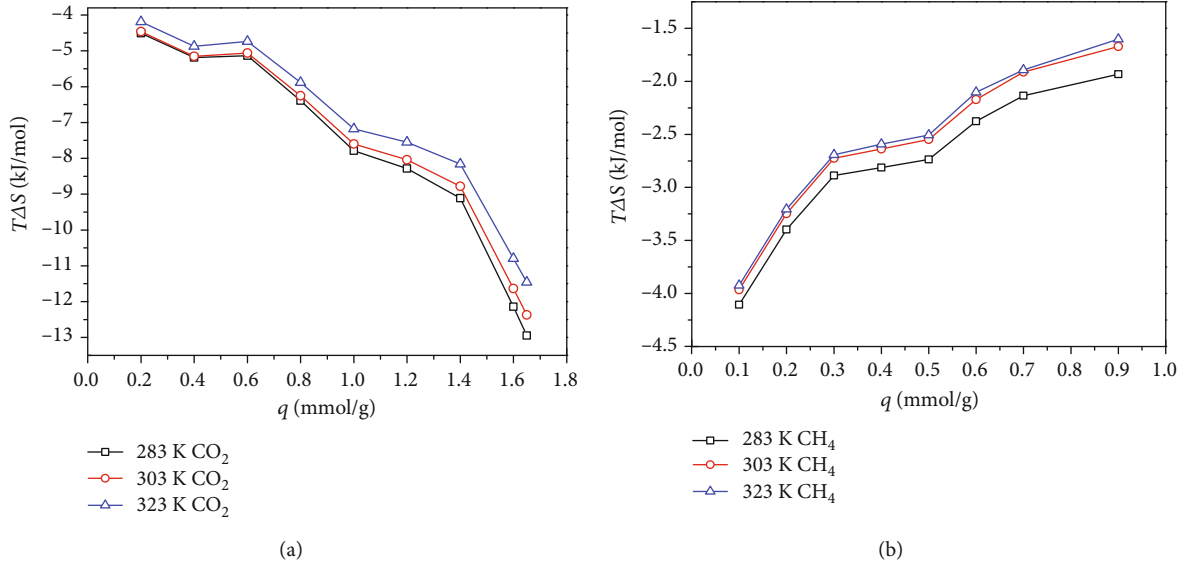 −4
−5
−6
−7
−8
−9
−10
−11
−12
−13
TΔS (kJ/mol)
0.0 0.2 0.4 0.6 0.8 1.0 1.2 1.4 1.6 1.8
q (mmol/g)
283 K CO₂
303 K CO₂
323 K CO₂
(a)
−1.5
−2.0
−2.5
−3.0
−3.5
−4.0
−4.5
TΔS (kJ/mol)
0.0 0.1 0.2 0.3 0.4 0.5 0.6 0.7 0.8 0.9 1.0
q (mmol/g)
283 K CH₄
303 K CH₄
323 K CH₄
(b)